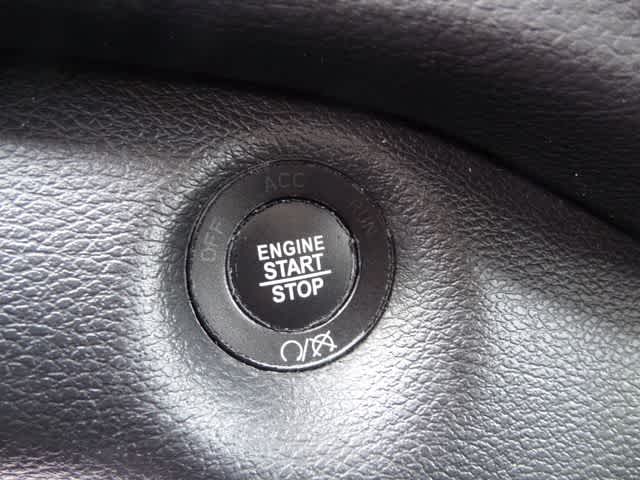 OFF
ACC
RUN
ENGINE
START
STOP